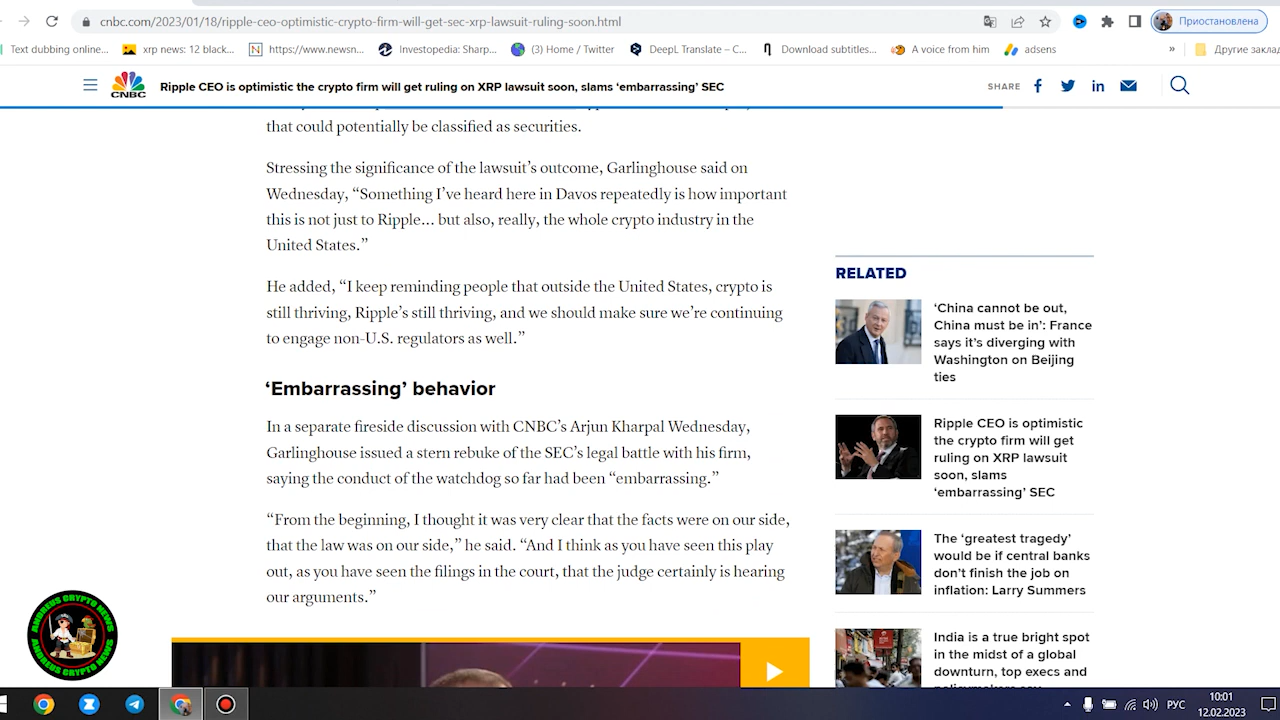 cnbc.com/2023/01/18/ripple-ceo-optimistic-crypto-firm-will-get-sec-xrp-lawsuit-ruling-soon.html
Приостановлена
Text dubbing online...
xrp news: 12 black...
https://www.newsn...
Investopedia: Sharp...
(3) Home / Twitter
DeepL Translate – C...
Download subtitles...
A voice from him
adsens
»
Другие закла
CNBC
Ripple CEO is optimistic the crypto firm will get ruling on XRP lawsuit soon, slams ‘embarrassing’ SEC
SHARE
that could potentially be classified as securities.
Stressing the significance of the lawsuit’s outcome, Garlinghouse said on
Wednesday, “Something I’ve heard here in Davos repeatedly is how important
this is not just to Ripple… but also, really, the whole crypto industry in the
United States.”
He added, “I keep reminding people that outside the United States, crypto is
still thriving, Ripple’s still thriving, and we should make sure we’re continuing
to engage non-U.S. regulators as well.”
‘Embarrassing’ behavior
In a separate fireside discussion with CNBC’s Arjun Kharpal Wednesday,
Garlinghouse issued a stern rebuke of the SEC’s legal battle with his firm,
saying the conduct of the watchdog so far had been “embarrassing.”
“From the beginning, I thought it was very clear that the facts were on our side,
that the law was on our side,” he said. “And I think as you have seen this play
out, as you have seen the filings in the court, that the judge certainly is hearing
our arguments.”
RELATED
‘China cannot be out,
China must be in’: France
says it’s diverging with
Washington on Beijing
ties
Ripple CEO is optimistic
the crypto firm will get
ruling on XRP lawsuit
soon, slams
‘embarrassing’ SEC
The ‘greatest tragedy’
would be if central banks
don’t finish the job on
inflation: Larry Summers
India is a true bright spot
in the midst of a global
downturn, top execs and
ANDREUS CRYPTO NEWS
ANDREUS CRYPTO NEWS
РУС
10:01
12.02.2023